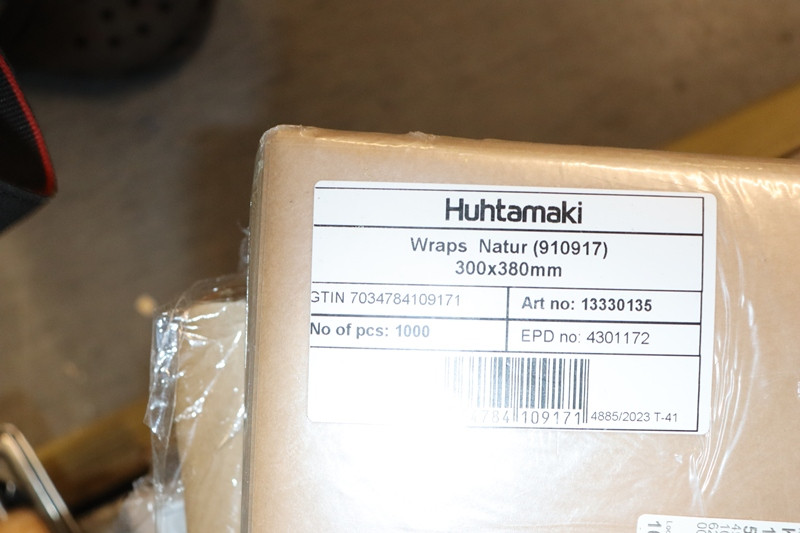 Huhtamaki
Wraps Natur (910917)
300x380mm
GTIN 7034784109171
Art no: 13330135
No of pcs: 1000
EPD no: 4301172
784 109171
4885/2023 T-41